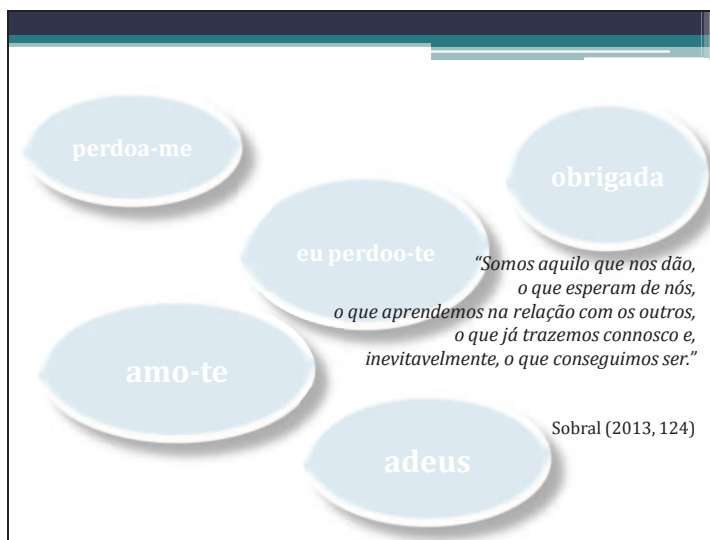 perdoa-me
obrigada
eu perdoo-te
“Somos aquilo que nos dão,
o que esperam de nós,
o que aprendemos na relação com os outros,
o que já trazemos connosco e,
inevitavelmente, o que conseguimos ser.”
amo-te
Sobral (2013, 124)
adeus